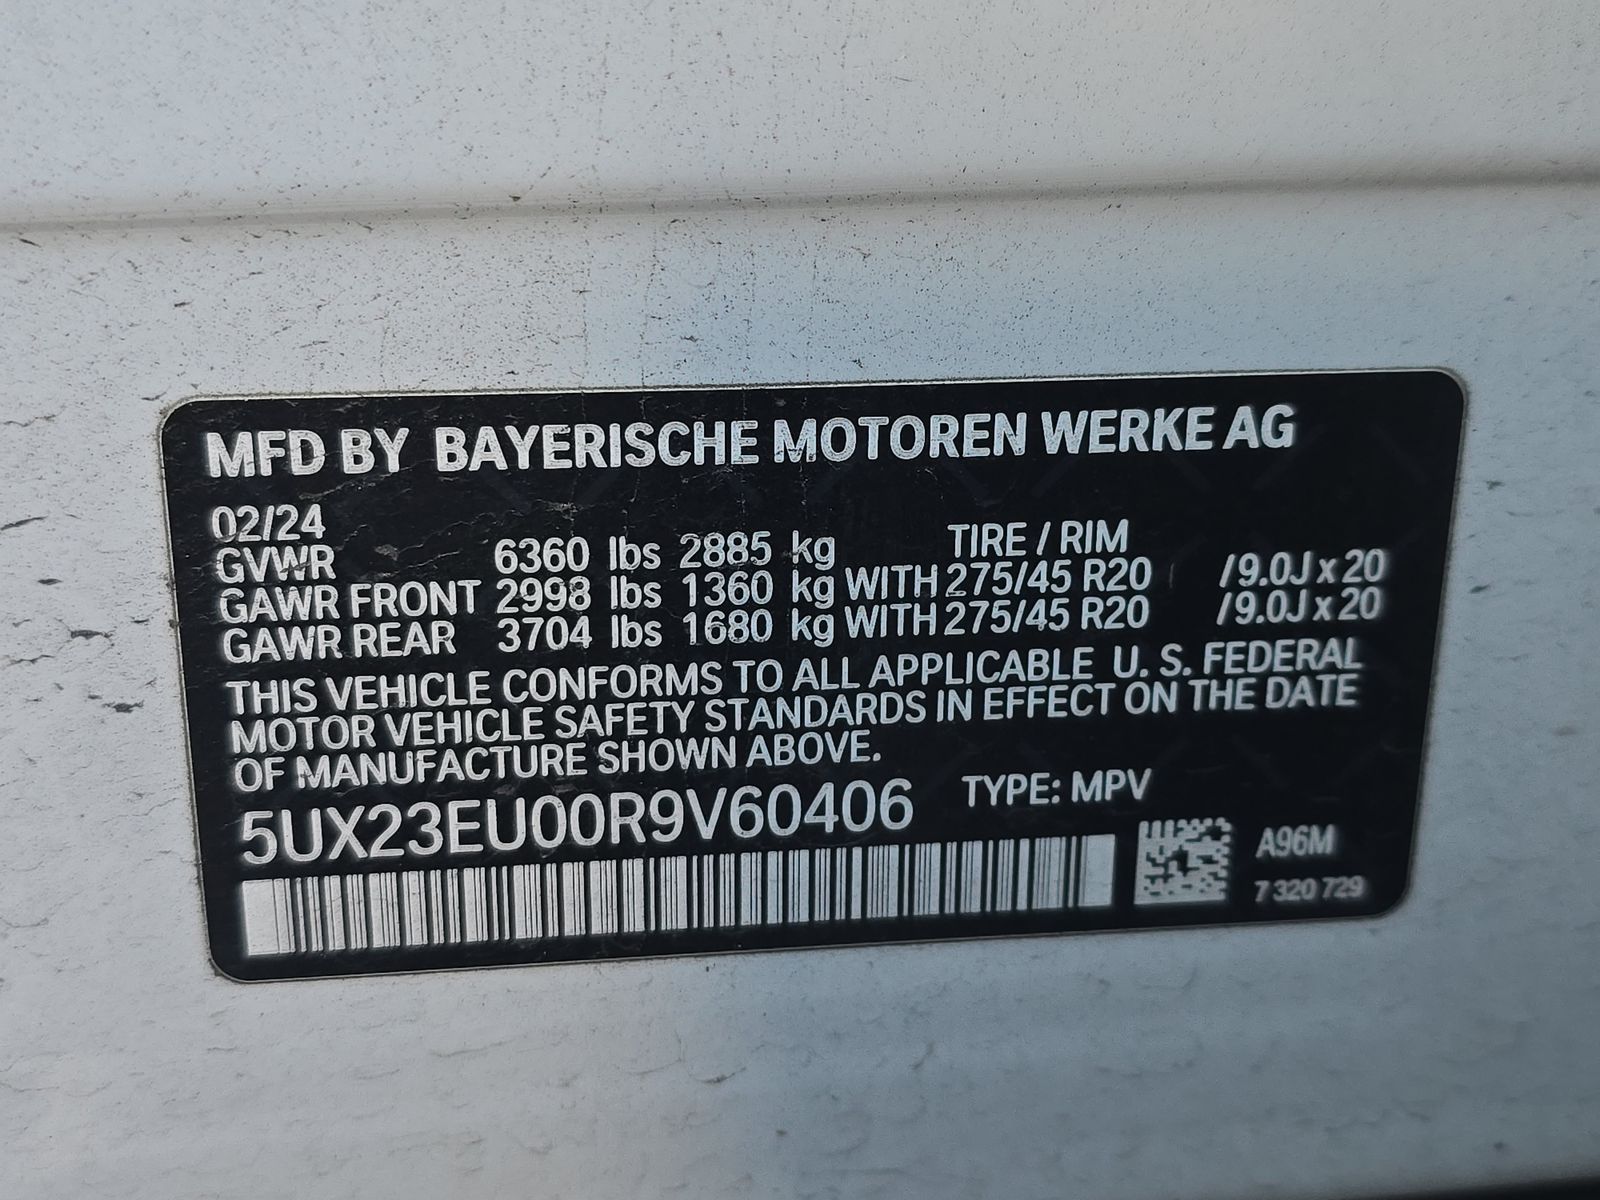 MFD BY BAYERISCHE MOTOREN WERKE AG
02/24 TIRE / RIM
GVWR 6360 lbs 2885 kg
GAWR FRONT 2998 lbs 1360 kg WITH 275/45 R20 /9.0J x 20
GAWR REAR 3704 lbs 1680 kg WITH 275/45 R20 /9.0J x 20
THIS VEHICLE CONFORMS TO ALL APPLICABLE U. S. FEDERAL
MOTOR VEHICLE SAFETY STANDARDS IN EFFECT ON THE DATE
OF MANUFACTURE SHOWN ABOVE.
5UX23EU00R9V60406 TYPE: MPV
A96M
7 320 729